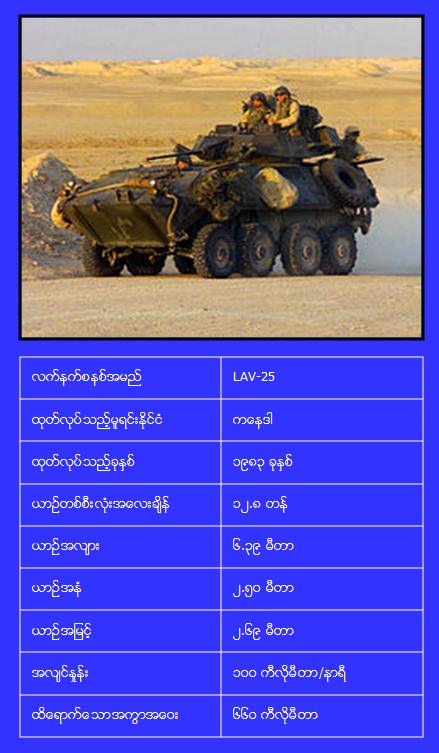 လက်နက်စနစ်အမည် LAV-25
ထုတ်လုပ်သည့်မူရင်းနိုင်ငံ ကနေဒါ
ထုတ်လုပ်သည့်ခုနှစ် ၁၉၈၃ ခုနှစ်
ယာဉ်တစ်စီးလုံးအလေးချိန် ၁၂.၈ တန်
ယာဉ်အလျား ၆.၃၉ မီတာ
ယာဉ်အနံ ၂.၅၀ မီတာ
ယာဉ်အမြင့် ၂.၆၉ မီတာ
အလျင်နှုန်း ၁၀၀ ကီလိုမီတာ/နာရီ
ထိရောက်သောအကွာအဝေး ၆၆၀ ကီလိုမီတာ